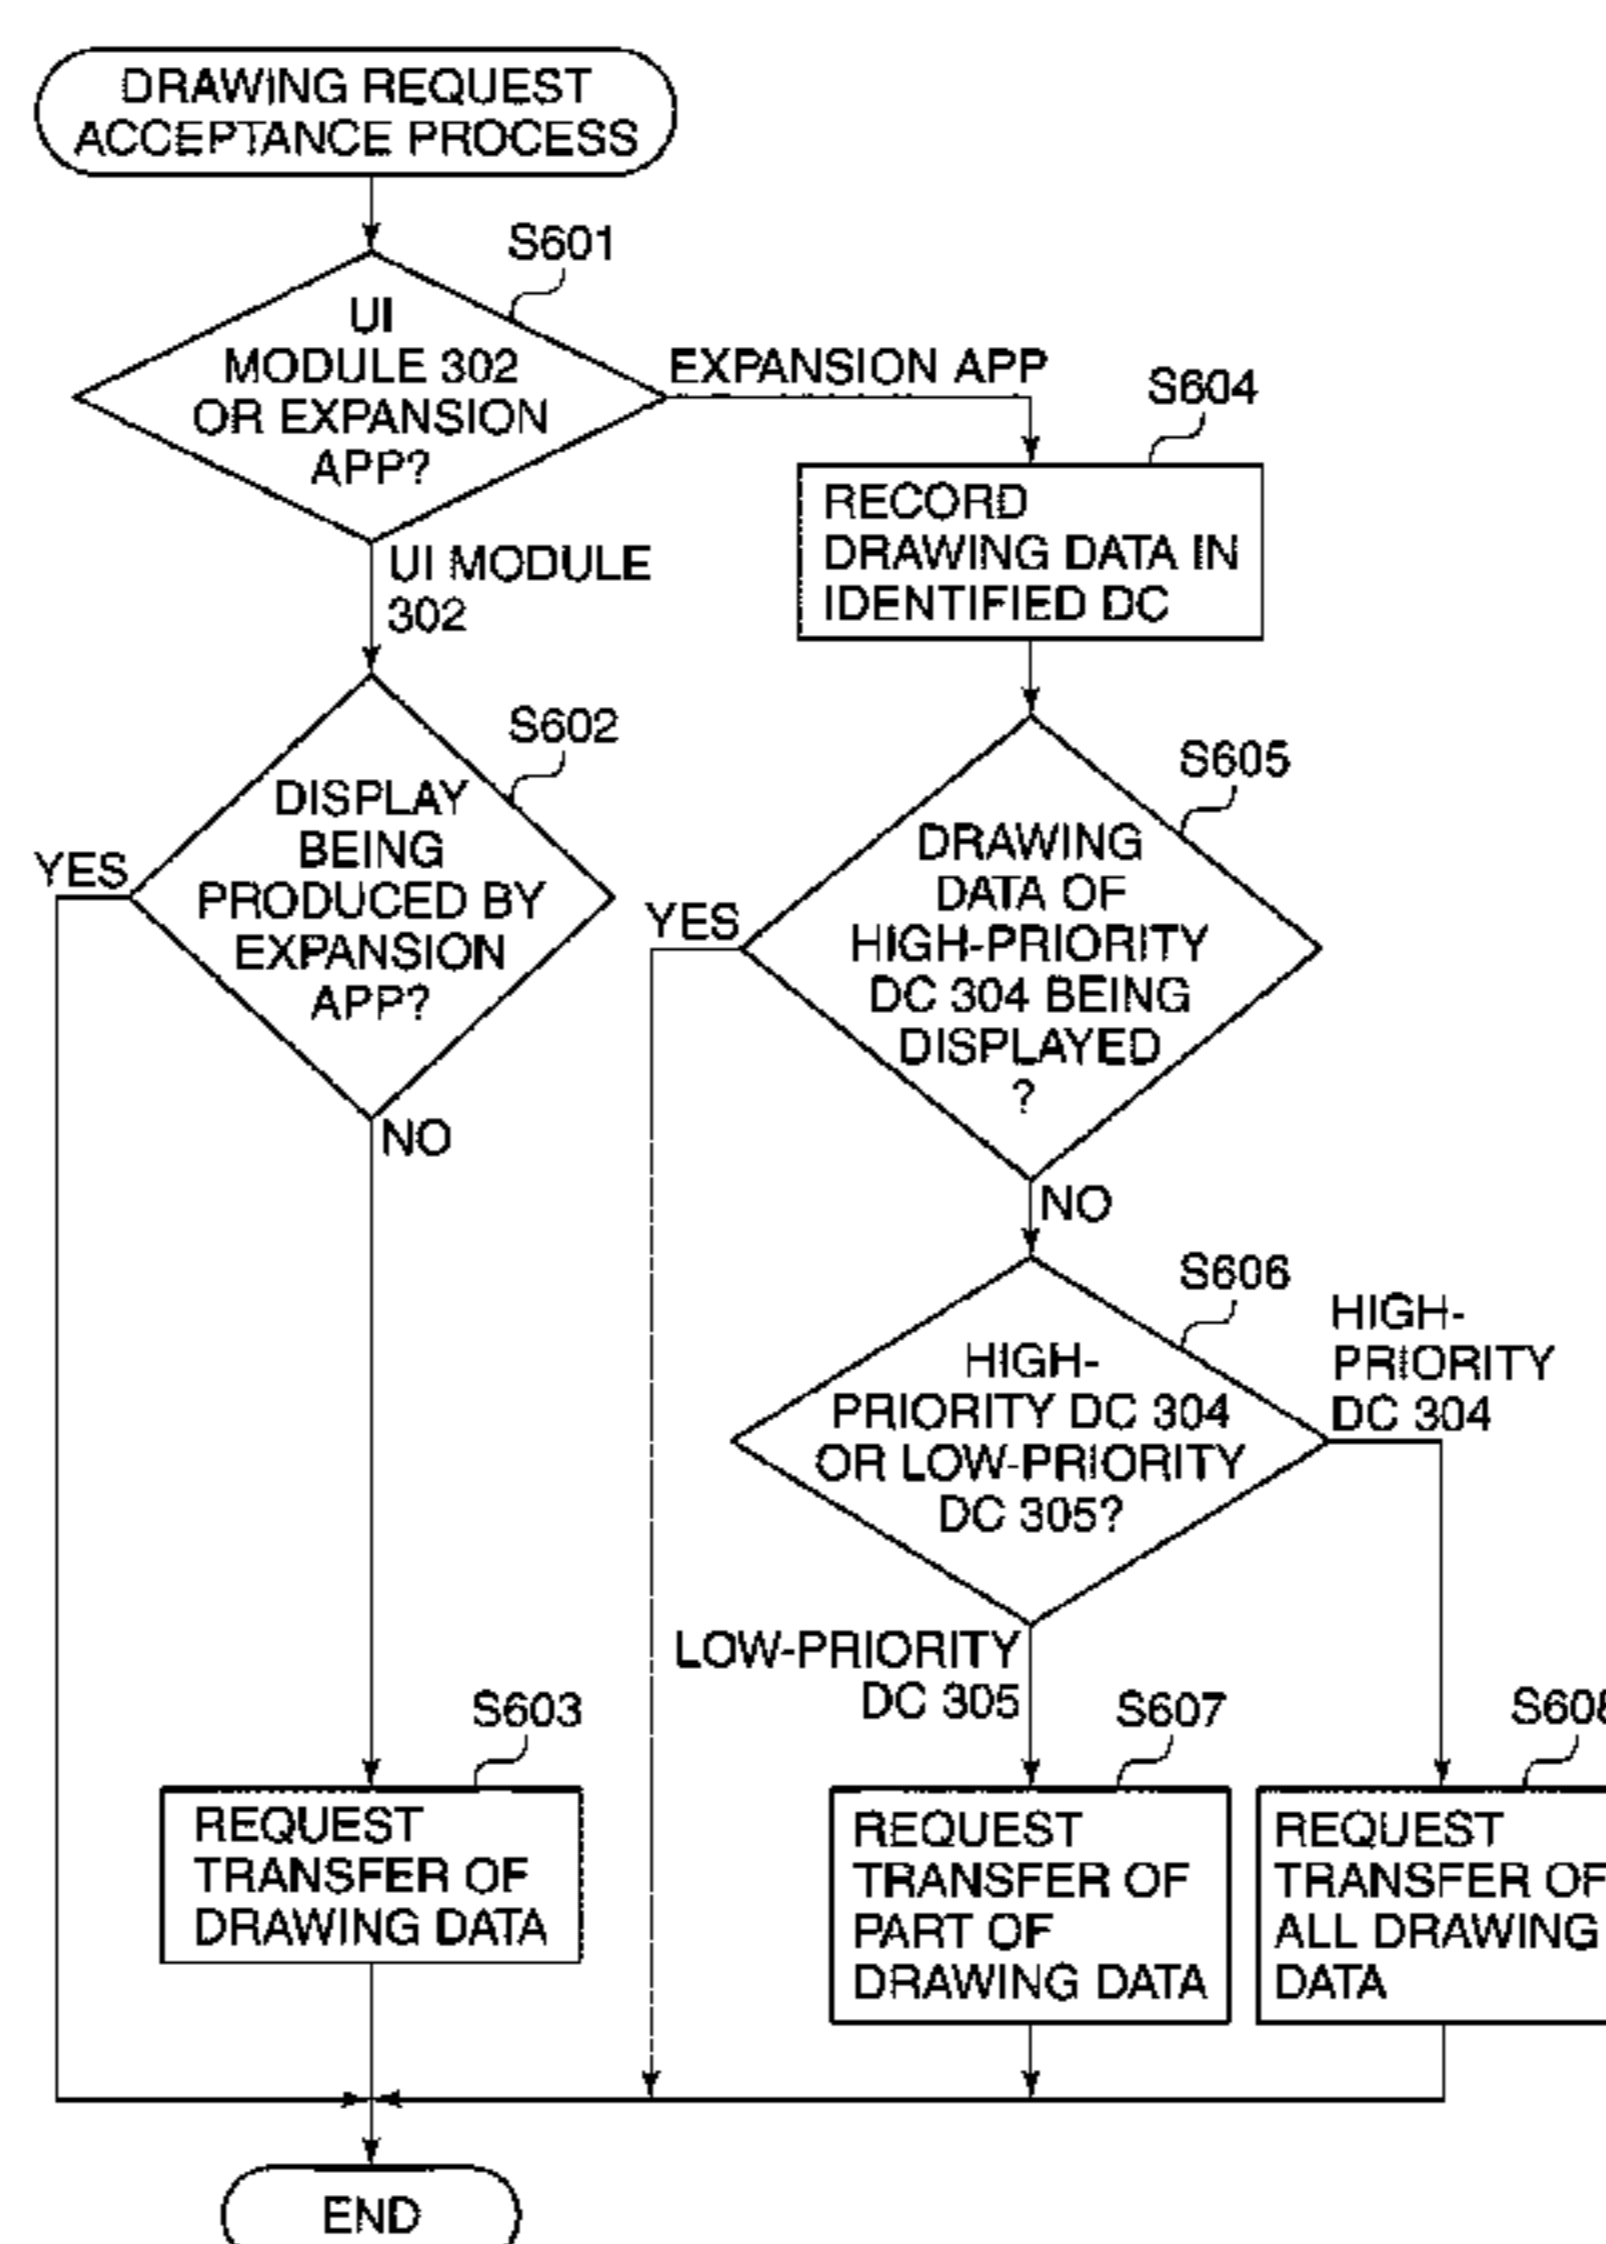 DRAWING REQUEST
ACCEPTANCE PROCESS
S601
UI
MODULE 302
OR EXPANSION
APP?
EXPANSION APP
UI MODULE
302
S604
RECORD
DRAWING DATA IN
IDENTIFIED DC
S602
DISPLAY
BEING
PRODUCED BY
EXPANSION
APP?
YES
NO
S605
DRAWING
DATA OF
HIGH-PRIORITY
DC 304 BEING
DISPLAYED
?
YES
NO
S606
HIGH-
PRIORITY DC 304
OR LOW-PRIORITY
DC 305?
HIGH-
PRIORITY
DC 304
LOW-PRIORITY
DC 305
S603
REQUEST
TRANSFER OF
DRAWING DATA
S607
REQUEST
TRANSFER OF
PART OF
DRAWING DATA
S608
REQUEST
TRANSFER OF
ALL DRAWING
DATA
END